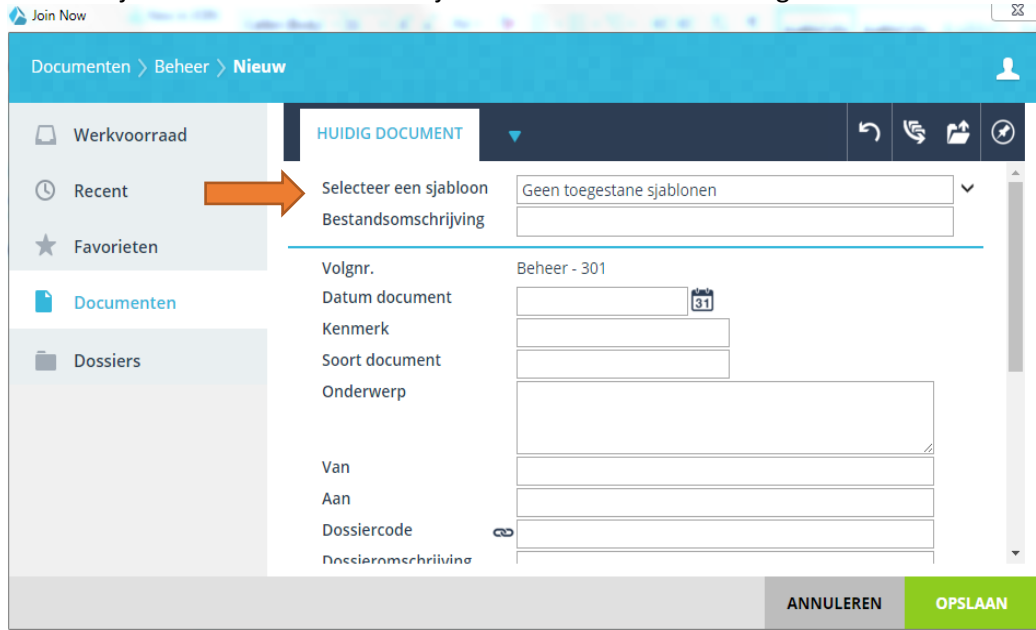 Join Now
Documenten > Beheer > Nieuw
Werkvoorraad
Recent
Favorieten
Documenten
Dossiers
HUIDIG DOCUMENT
Selecteer een sjabloon Geen toegestane sjablonen
Bestandsomschrijving
Volgnr. Beheer - 301
Datum document 31
Kenmerk
Soort document
Onderwerp
Van
Aan
Dossiercode
Dossieromschrijving
ANNULEREN OPSLAAN